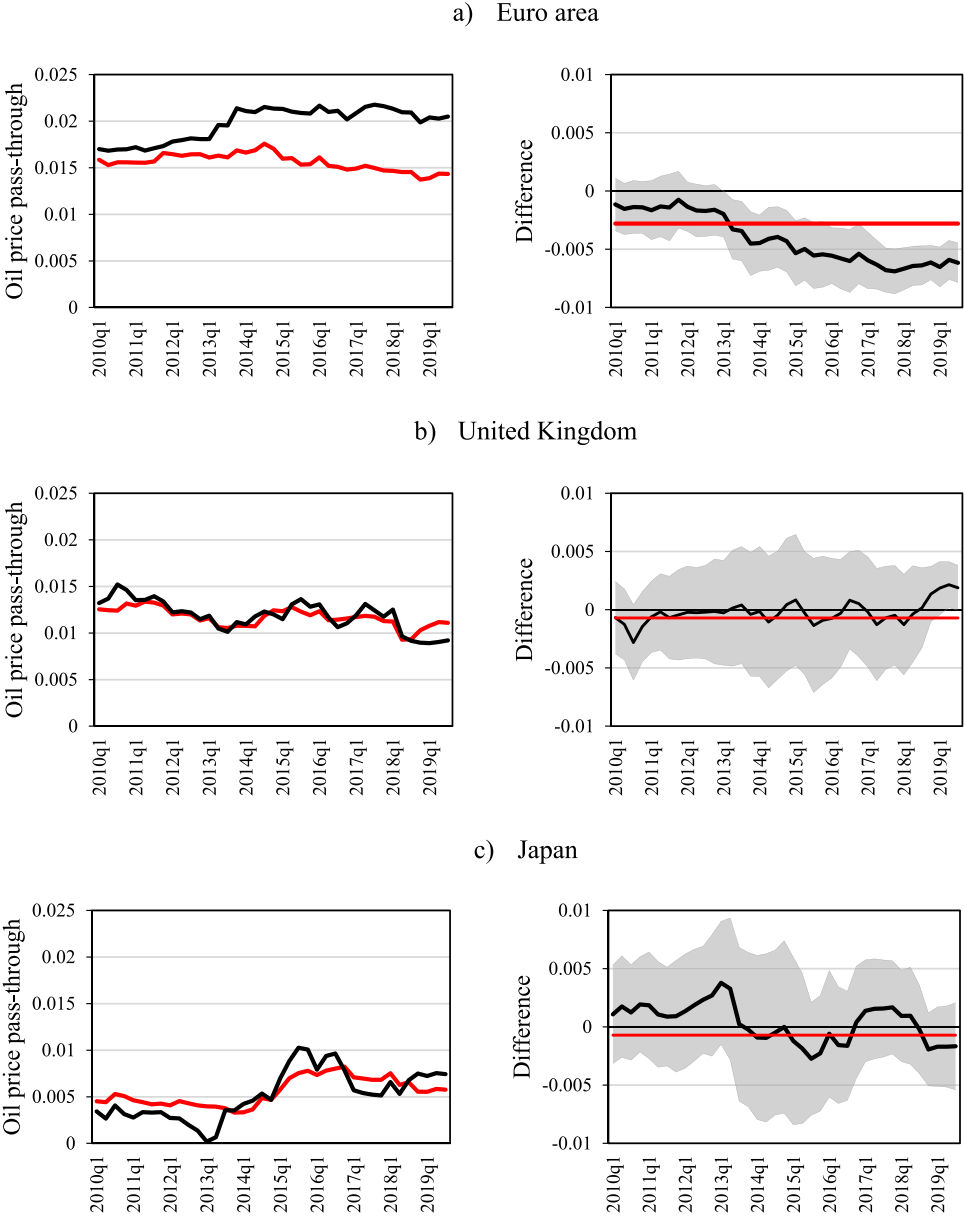 a) Euro area
Oil price pass-through
0.025
0.02
0.015
0.01
0.005
0
2010q1
2011q1
2012q1
2013q1
2014q1
2015q1
2016q1
2017q1
2018q1
2019q1
Difference
0.01
0.005
0
-0.005
-0.01
2010q1
2011q1
2012q1
2013q1
2014q1
2015q1
2016q1
2017q1
2018q1
2019q1
b) United Kingdom
Oil price pass-through
0.025
0.02
0.015
0.01
0.005
0
2010q1
2011q1
2012q1
2013q1
2014q1
2015q1
2016q1
2017q1
2018q1
2019q1
Difference
0.01
0.005
0
-0.005
-0.01
2010q1
2011q1
2012q1
2013q1
2014q1
2015q1
2016q1
2017q1
2018q1
2019q1
c) Japan
Oil price pass-through
0.025
0.02
0.015
0.01
0.005
0
2010q1
2011q1
2012q1
2013q1
2014q1
2015q1
2016q1
2017q1
2018q1
2019q1
Difference
0.01
0.005
0
-0.005
-0.01
2010q1
2011q1
2012q1
2013q1
2014q1
2015q1
2016q1
2017q1
2018q1
2019q1